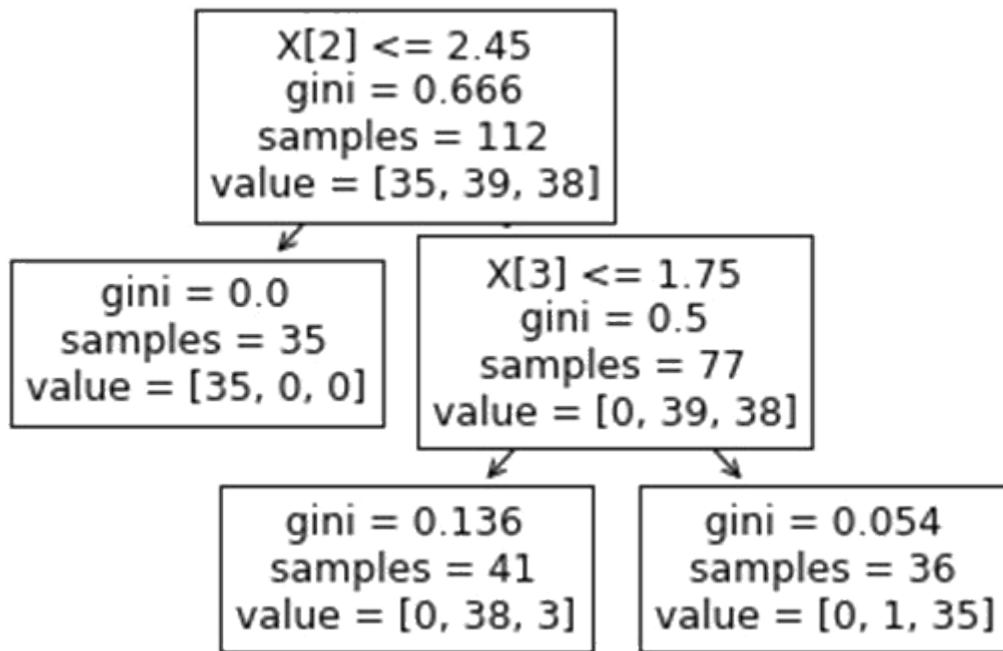 X[2] <= 2.45
gini = 0.666
samples = 112
value = [35, 39, 38]
gini = 0.0
samples = 35
value = [35, 0, 0]
X[3] <= 1.75
gini = 0.5
samples = 77
value = [0, 39, 38]
gini = 0.136
samples = 41
value = [0, 38, 3]
gini = 0.054
samples = 36
value = [0, 1, 35]